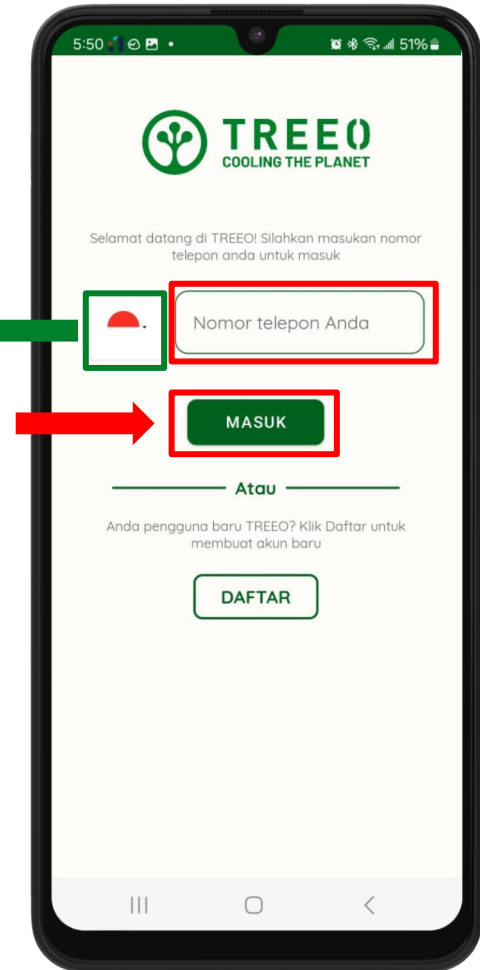 5:50 51%
TREEO
COOLING THE PLANET
Selamat datang di TREEO! Silahkan masukan nomor
telepon anda untuk masuk
Nomor telepon Anda
MASUK
Atau
Anda pengguna baru TREEO? Klik Daftar untuk
membuat akun baru
DAFTAR